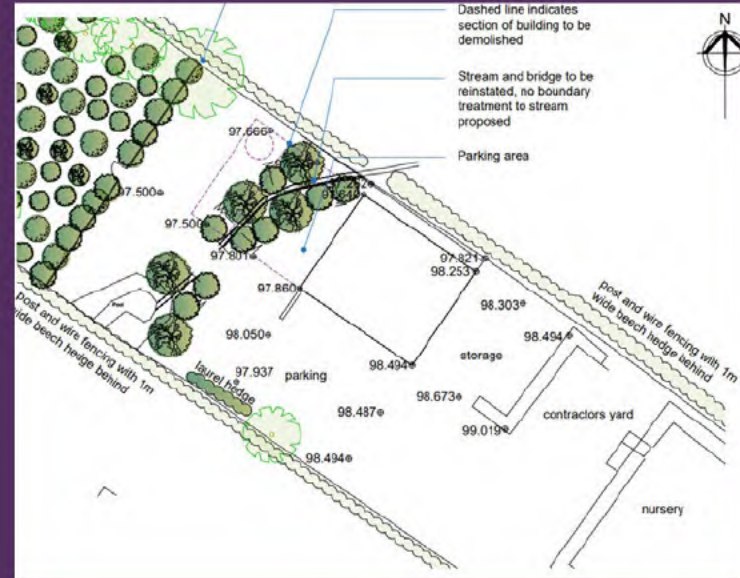 Dashed line indicates
section of building to be
demolished
N
Stream and bridge to be
reinstated, no boundary
treatment to stream
proposed
Parking area
97.666
97.500
97.500
97.801
97.821
98.253
97.860
98.303
98.050
98.494
98.494
storage
97.937
parking
98.673
98.487
99.019
98.494
contraclors yard
nursery
laurel hedge
post and wire fencing with 1m
wide beech hedge behind
post and wire fencing with 1m
wide beech hedge behind